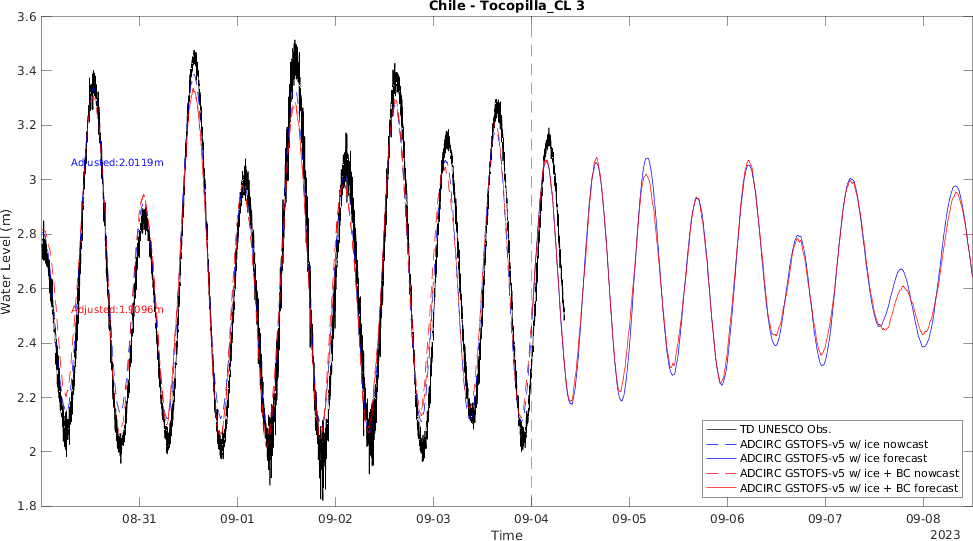 Chile - Tocopilla_CL 3
3.6
3.4
3.2
3
2.8
2.6
2.4
2.2
2
1.8
Water Level (m)
Adjusted:2.0119m
Adjusted:1.9096m
TD UNESCO Obs.
ADCIRC GSTOFS-v5 w/ ice nowcast
ADCIRC GSTOFS-v5 w/ ice forecast
ADCIRC GSTOFS-v5 w/ ice + BC nowcast
ADCIRC GSTOFS-v5 w/ ice + BC forecast
08-31 09-01 09-02 09-03 09-04 09-05 09-06 09-07 09-08
Time
2023